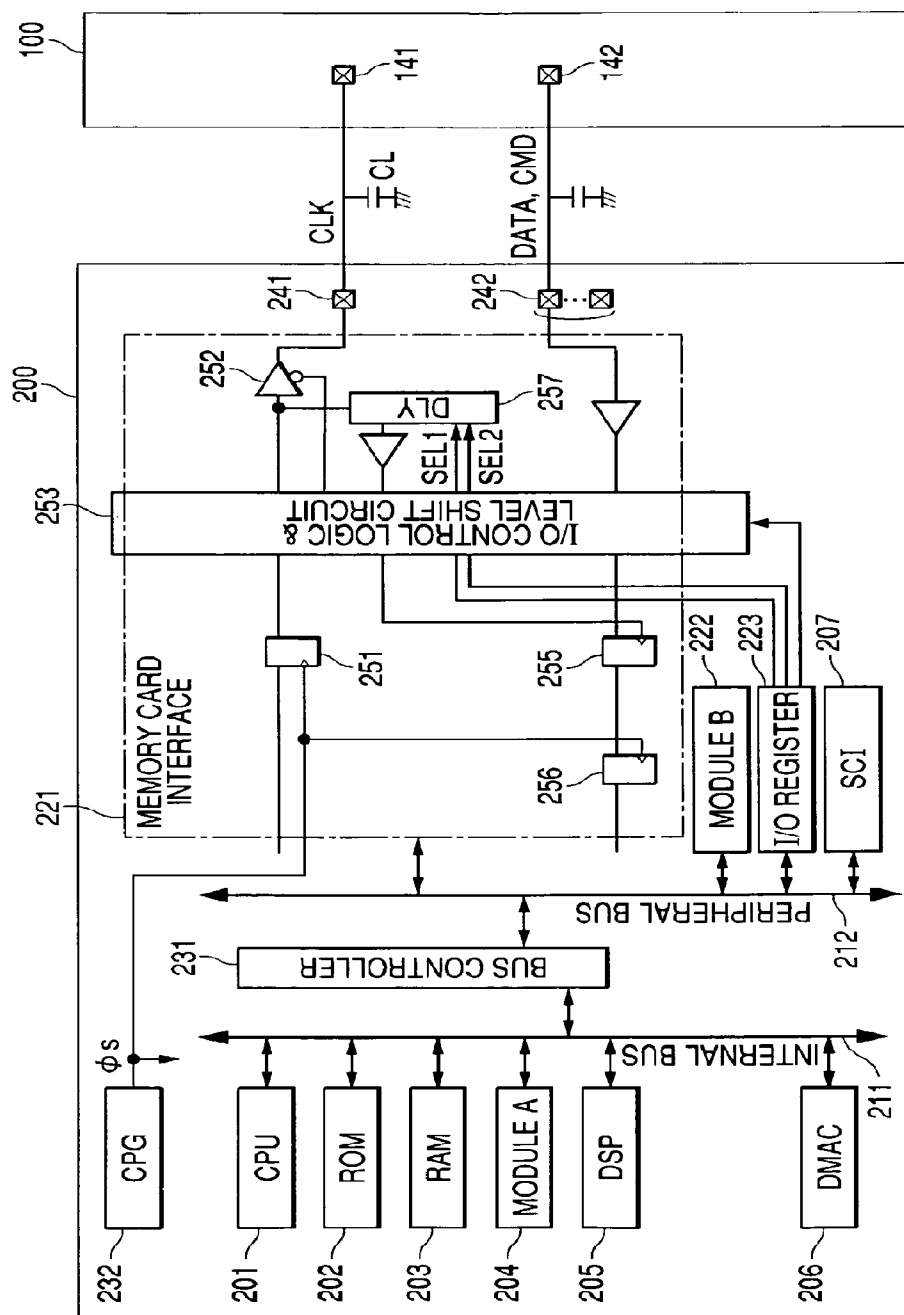 100
141
142
CLK
CL
DATA, CMD
200
241
242
252
DLY
257
SEL1
SEL2
253
I/O CONTROL LOGIC &
LEVEL SHIFT CIRCUIT
MEMORY CARD
INTERFACE
221
251
255
256
222
MODULE B
223
I/O REGISTER
207
SCI
PERIPHERAL BUS
212
231
BUS CONTROLLER
INTERNAL BUS
211
φs
CPG
232
CPU
201
ROM
202
RAM
203
MODULE A
204
DSP
205
DMAC
206